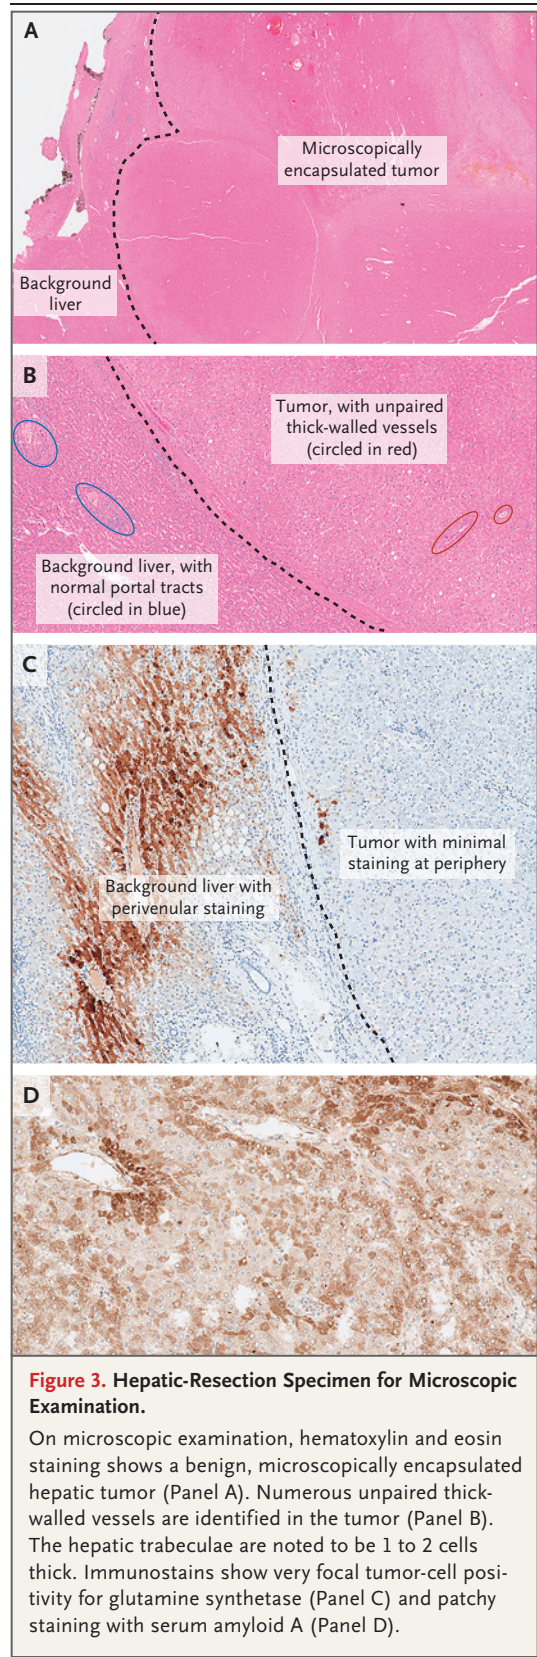 A
Microscopically
encapsulated tumor
Background
liver
B
Tumor, with unpaired
thick-walled vessels
(circled in red)
Background liver, with
normal portal tracts
(circled in blue)
C
Tumor with minimal
staining at periphery
Background liver with
perivenular staining
D
Figure 3. Hepatic-Resection Specimen for Microscopic
Examination.
On microscopic examination, hematoxylin and eosin
staining shows a benign, microscopically encapsulated
hepatic tumor (Panel A). Numerous unpaired thick-
walled vessels are identified in the tumor (Panel B).
The hepatic trabeculae are noted to be 1 to 2 cells
thick. Immunostains show very focal tumor-cell posi-
tivity for glutamine synthetase (Panel C) and patchy
staining with serum amyloid A (Panel D).